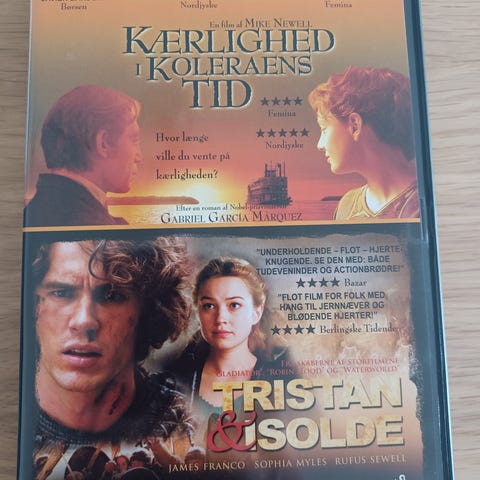 Børsen
Nordjyske
Femina
En film af MIKE NEWELL
KÆRLIGHED
I KOLERAENS
TID
★★★★
Femina
★★★★★
Nordjyske
Hvor længe
ville du vente på
kærligheden?
Efter en roman af Nobel-prisvinderen
GABRIEL GARCÍA MÁRQUEZ
"UNDERHOLDENDE – FLOT – HJERTE-
KNUGENDE. SE DEN MED: BÅDE
TUDEVENINDER OG ACTIONBRØDRE!"
★★★★ Bazar
"FLOT FILM FOR FOLK MED
HANG TIL JERNNÆVER OG
BLØDENDE HJERTER!"
★★★★ Berlingske Tidende
FRA SKABERNE AF STORFILMENE
'GLADIATOR', 'ROBIN HOOD' OG 'WATERWORLD'
TRISTAN
& ISOLDE
JAMES FRANCO SOPHIA MYLES RUFUS SEWELL